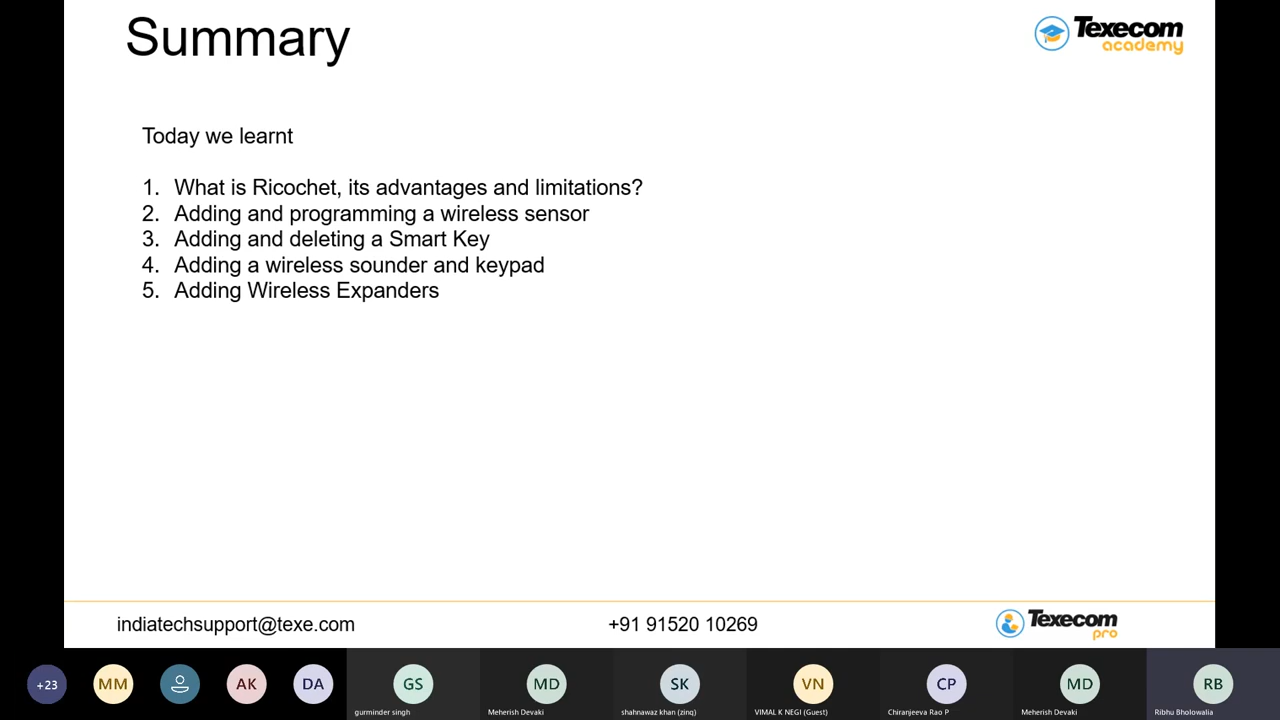 Summary
Texecom
academy
Today we learnt
1. What is Ricochet, its advantages and limitations?
2. Adding and programming a wireless sensor
3. Adding and deleting a Smart Key
4. Adding a wireless sounder and keypad
5. Adding Wireless Expanders
indiatechsupport@texe.com
+91 91520 10269
Texecom
pro
+23
MM
AK
DA
GS
MD
SK
VN
CP
MD
RB
gurminder singh
Meherish Devaki
shahnawaz khan (zinq)
VIMAL K NEGI (Guest)
Chiranjeeva Rao P
Meherish Devaki
Ribhu Bholowalia